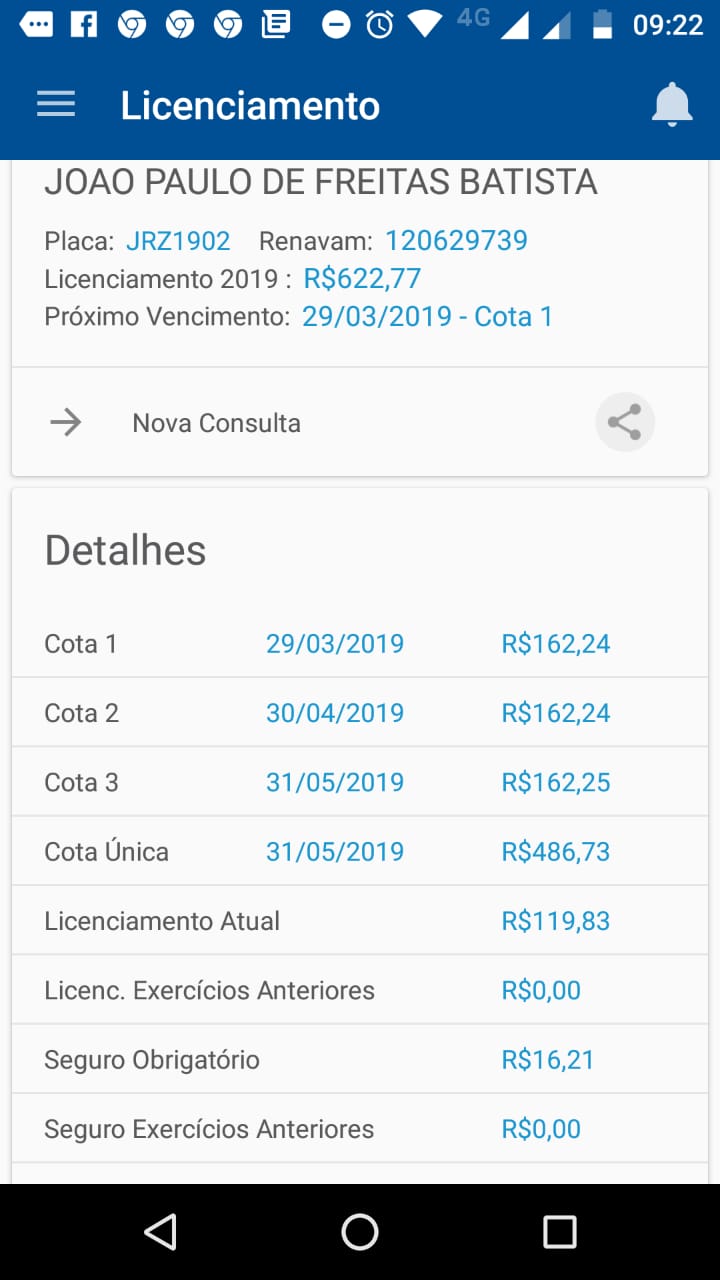 4G 09:22
Licenciamento
JOAO PAULO DE FREITAS BATISTA
Placa: JRZ1902 Renavam: 120629739
Licenciamento 2019 : R$622,77
Próximo Vencimento: 29/03/2019 - Cota 1
Nova Consulta
Detalhes
Cota 1 29/03/2019 R$162,24
Cota 2 30/04/2019 R$162,24
Cota 3 31/05/2019 R$162,25
Cota Única 31/05/2019 R$486,73
Licenciamento Atual R$119,83
Licenc. Exercícios Anteriores R$0,00
Seguro Obrigatório R$16,21
Seguro Exercícios Anteriores R$0,00